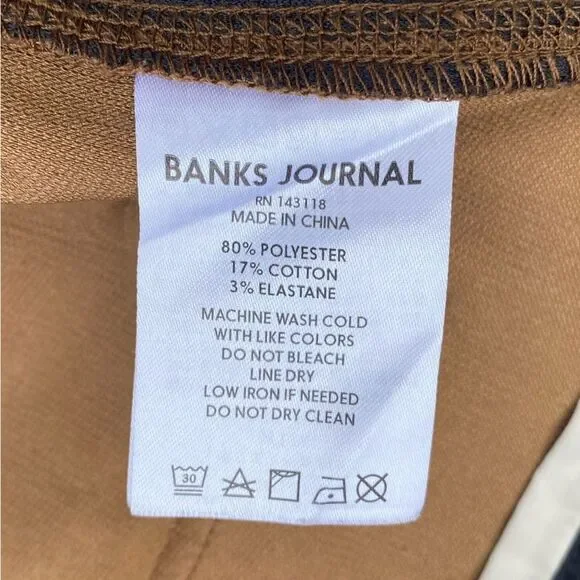 BANKS JOURNAL
RN 143118
MADE IN CHINA
80% POLYESTER
17% COTTON
3% ELASTANE
MACHINE WASH COLD
WITH LIKE COLORS
DO NOT BLEACH
LINE DRY
LOW IRON IF NEEDED
DO NOT DRY CLEAN
30